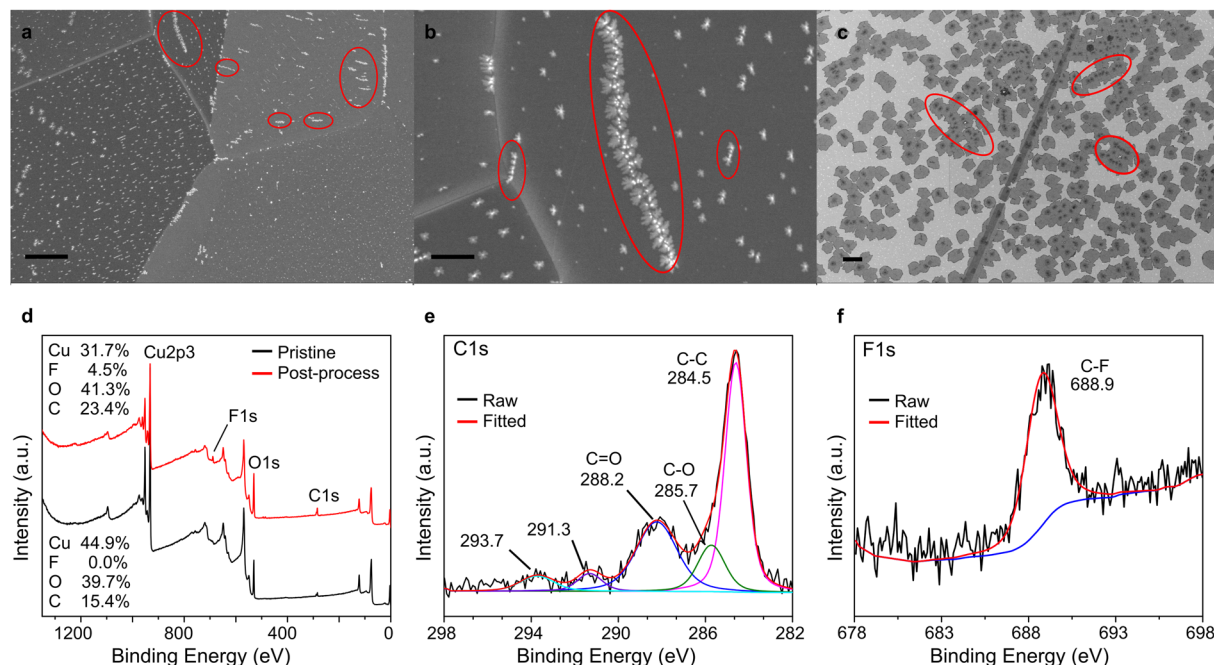 a
b
c
d
Cu 31.7%
F 4.5%
O 41.3%
C 23.4%
Cu2p3
Pristine
Post-process
F1s
O1s
C1s
Cu 44.9%
F 0.0%
O 39.7%
C 15.4%
Intensity (a.u.)
1200 800 400 0
Binding Energy (eV)
e
C1s
C-C
284.5
Raw
Fitted
C=O
288.2
C-O
285.7
291.3
293.7
Intensity (a.u.)
298 294 290 286 282
Binding Energy (eV)
f
F1s
C-F
688.9
Raw
Fitted
Intensity (a.u.)
678 683 688 693 698
Binding Energy (eV)